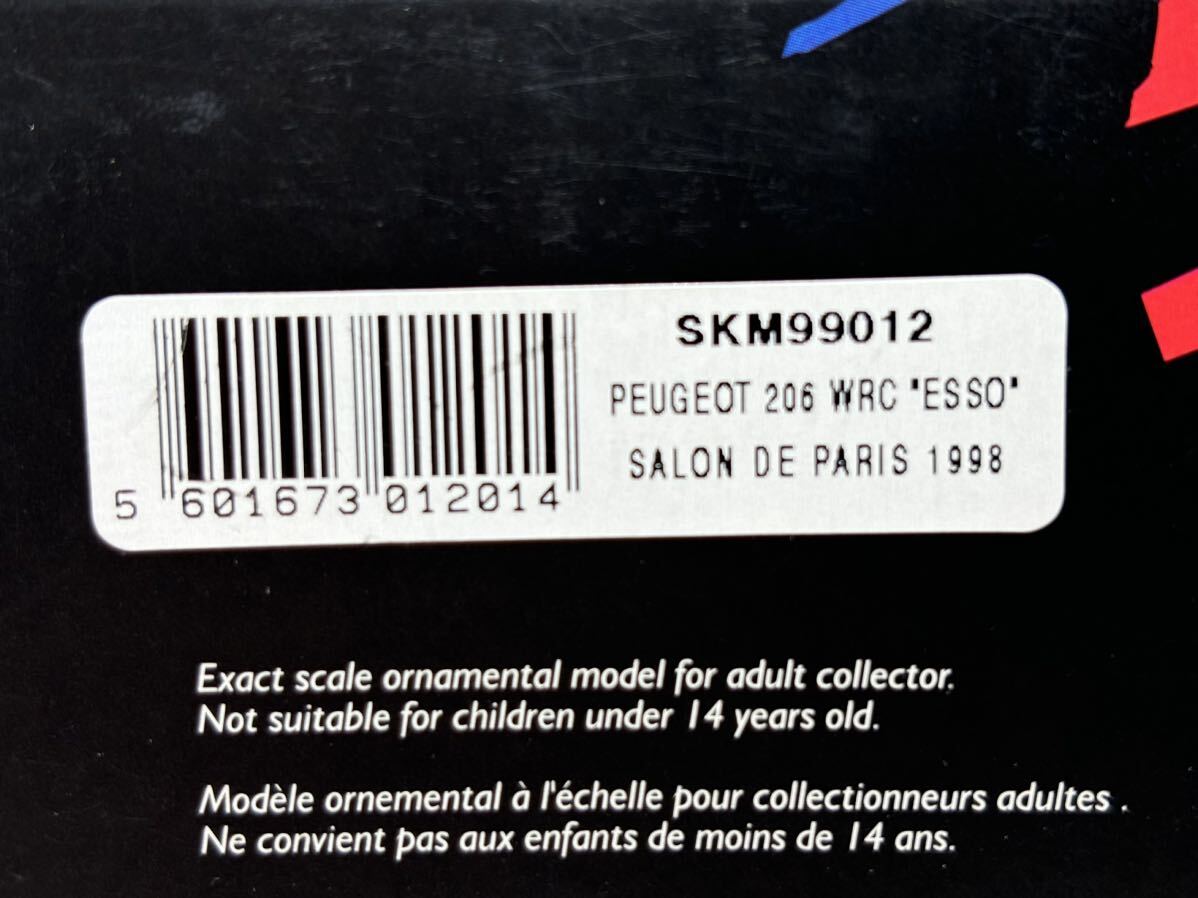 SKM99012
PEUGEOT 206 WRC "ESSO"
SALON DE PARIS 1998
5 601673 012014
Exact scale ornamental model for adult collector.
Not suitable for children under 14 years old.
Modèle ornemental à l'échelle pour collectionneurs adultes .
Ne convient pas aux enfants de moins de 14 ans.